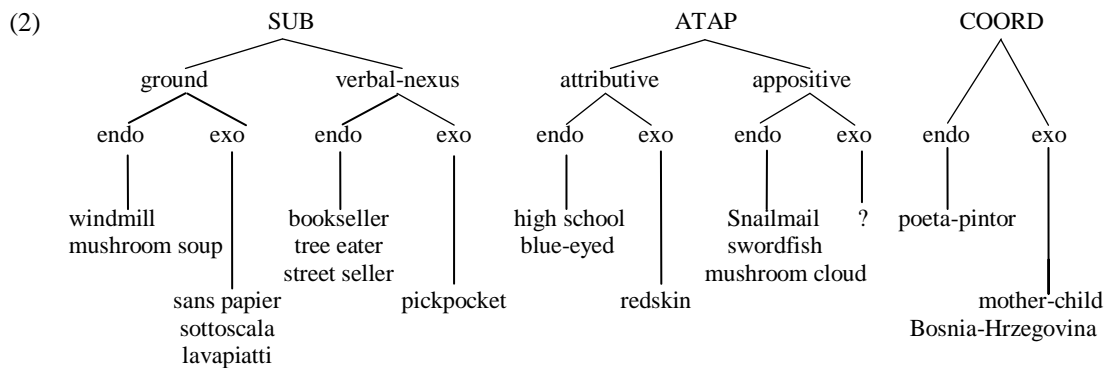 (2) SUB ATAP COORD
ground verbal-nexus attributive appositive
endo exo endo exo endo exo endo exo endo exo
windmill bookseller high school Snailmail ? poeta-pintor
mushroom soup tree eater blue-eyed swordfish
street seller mushroom cloud
sans papier pickpocket redskin mother-child
sottoscala Bosnia-Hrzegovina
lavapiatti